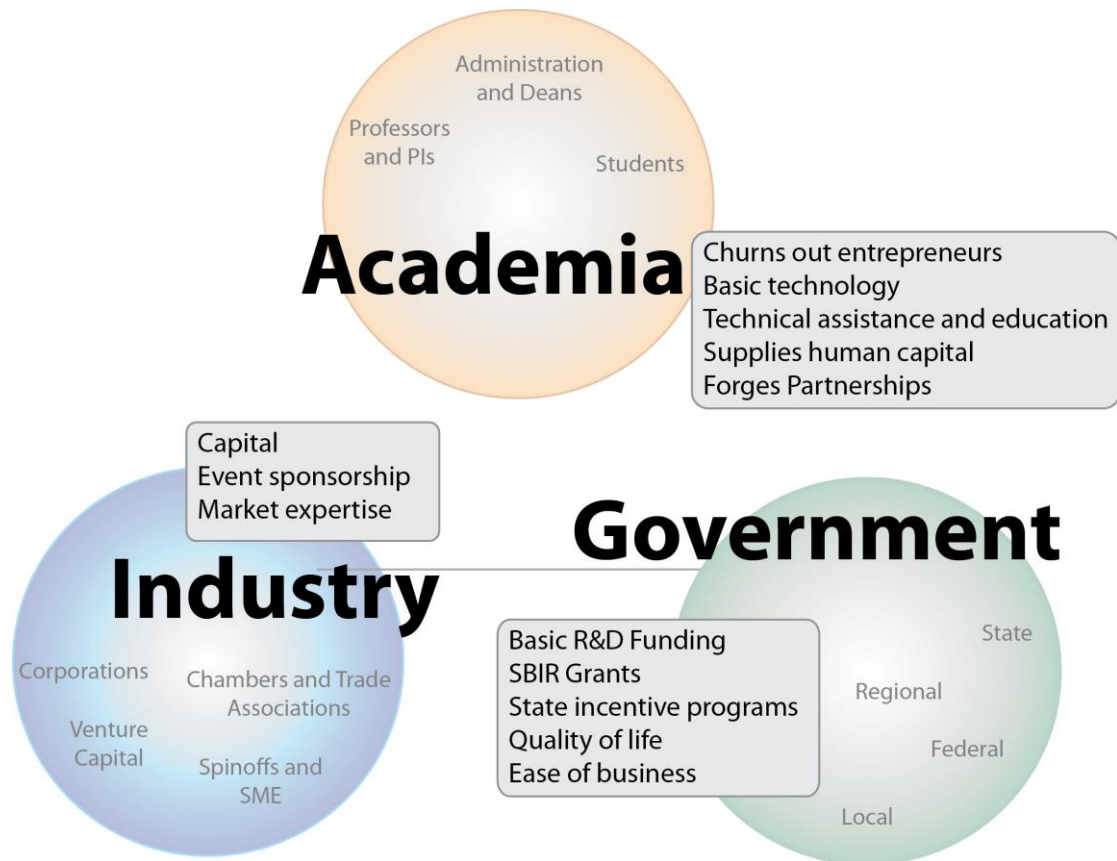 Administration
and Deans
Professors
and PIs
Students
Academia
Churns out entrepreneurs
Basic technology
Technical assistance and education
Supplies human capital
Forges Partnerships
Capital
Event sponsorship
Market expertise
Industry
Corporations
Chambers and Trade
Associations
Venture
Capital
Spinoffs and
SME
Government
Basic R&D Funding
SBIR Grants
State incentive programs
Quality of life
Ease of business
State
Regional
Federal
Local